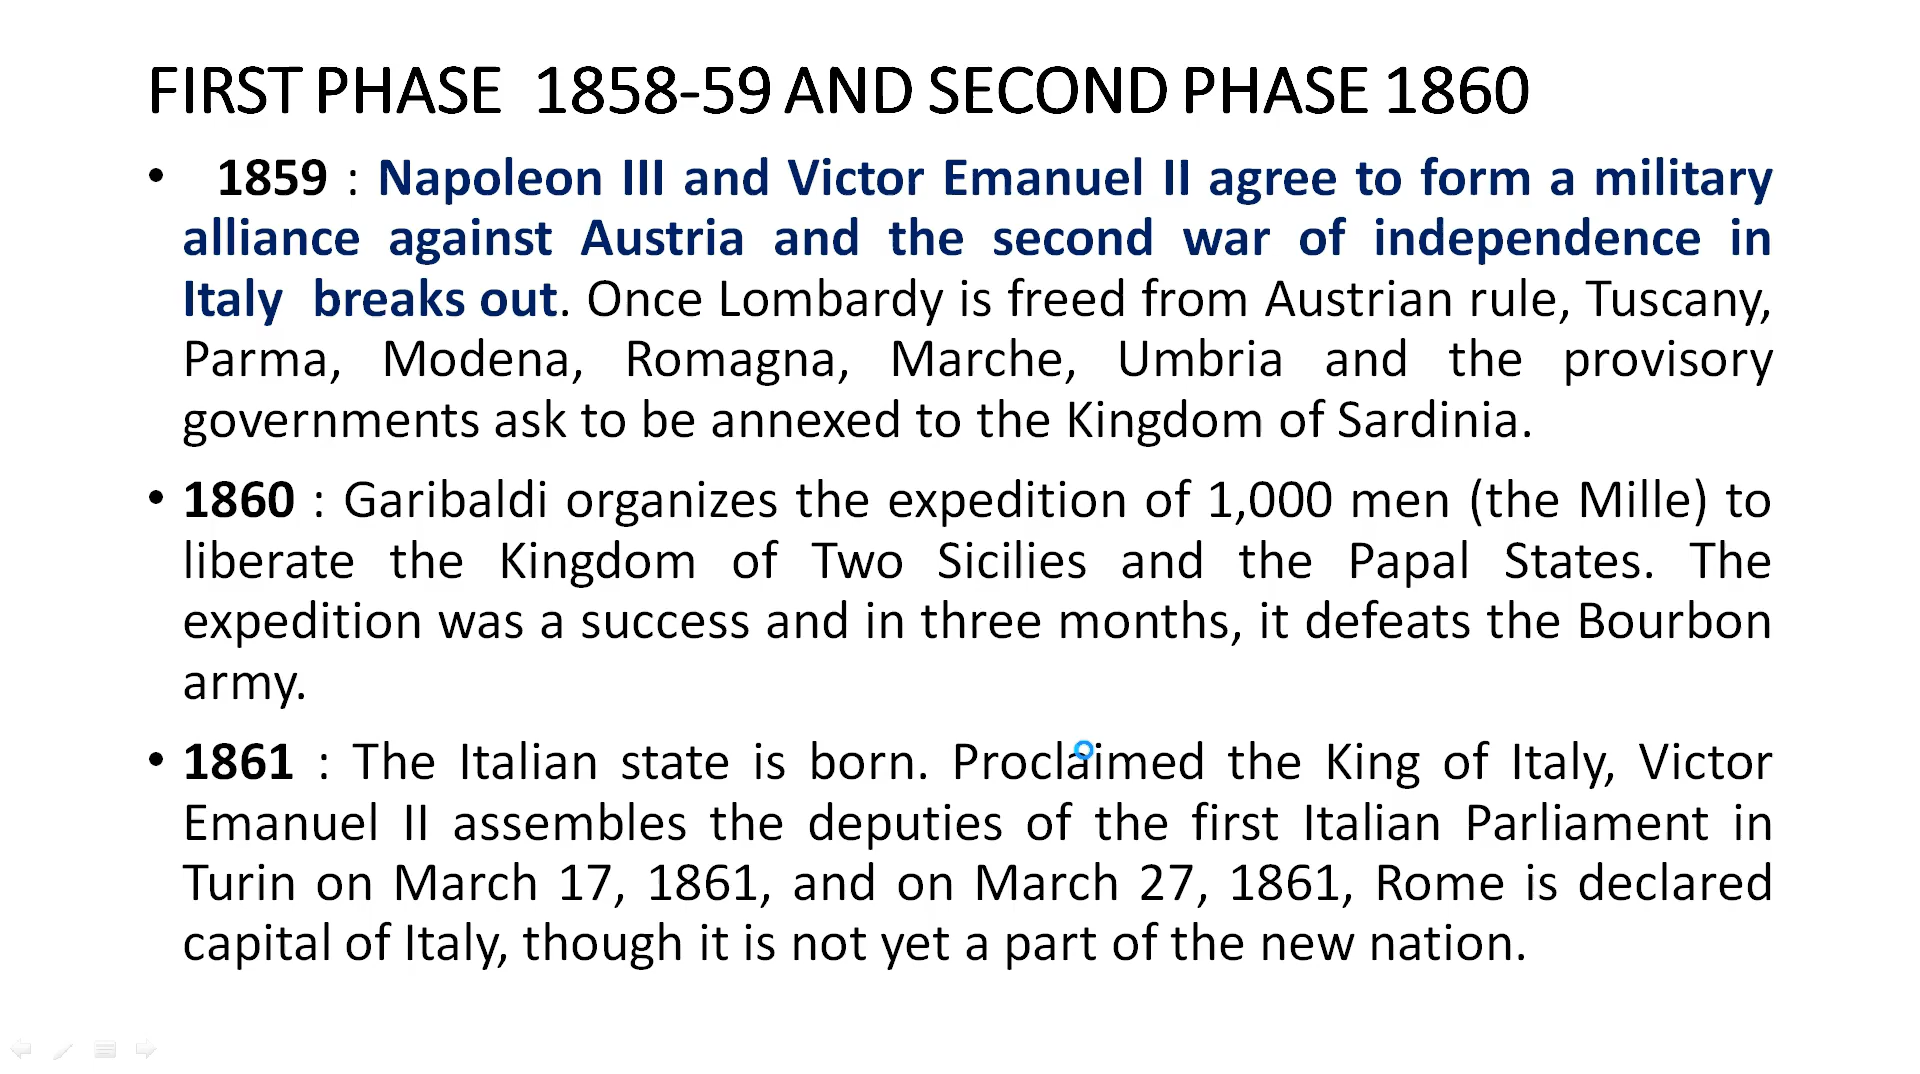 FIRST PHASE 1858-59 AND SECOND PHASE 1860
• 1859 : Napoleon III and Victor Emanuel II agree to form a military
alliance against Austria and the second war of independence in
Italy breaks out. Once Lombardy is freed from Austrian rule, Tuscany,
Parma, Modena, Romagna, Marche, Umbria and the provisory
governments ask to be annexed to the Kingdom of Sardinia.
• 1860 : Garibaldi organizes the expedition of 1,000 men (the Mille) to
liberate the Kingdom of Two Sicilies and the Papal States. The
expedition was a success and in three months, it defeats the Bourbon
army.
• 1861 : The Italian state is born. Proclaimed the King of Italy, Victor
Emanuel II assembles the deputies of the first Italian Parliament in
Turin on March 17, 1861, and on March 27, 1861, Rome is declared
capital of Italy, though it is not yet a part of the new nation.